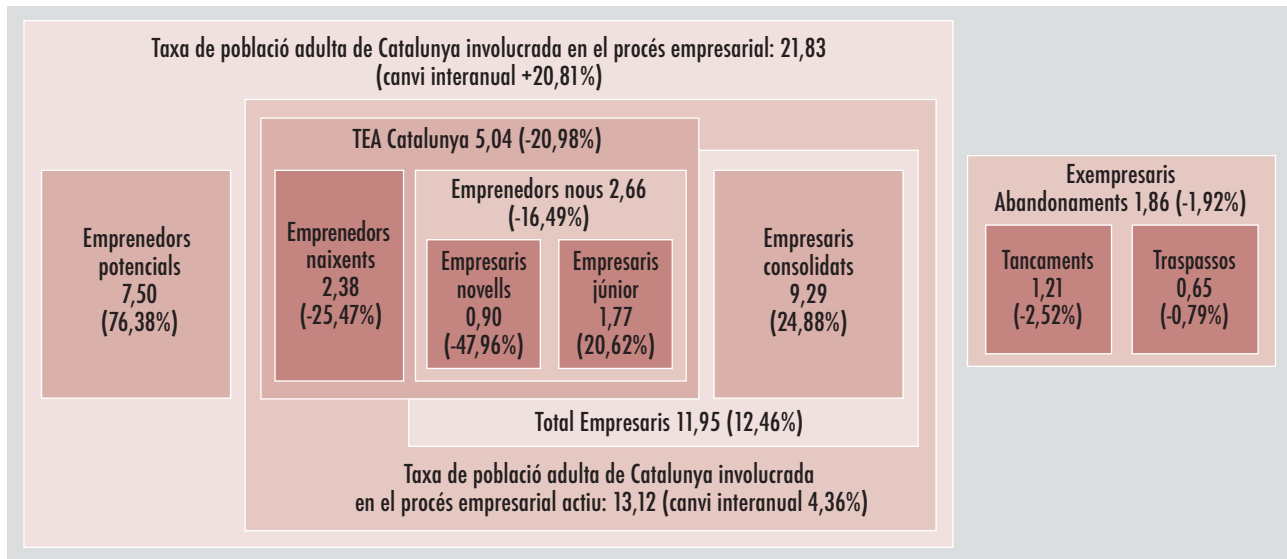 Taxa de població adulta de Catalunya involucrada en el procés empresarial: 21,83
(canvi interanual +20,81%)
TEA Catalunya 5,04 (-20,98%)
Emprenedors
potencials
7,50
(76,38%)
Emprenedors
naixents
2,38
(-25,47%)
Emprenedors nous 2,66
(-16,49%)
Empresaris
novells
0,90
(-47,96%)
Empresaris
júnior
1,77
(20,62%)
Empresaris
consolidats
9,29
(24,88%)
Total Empresaris 11,95 (12,46%)
Taxa de població adulta de Catalunya involucrada
en el procés empresarial actiu: 13,12 (canvi interanual 4,36%)
Exempresaris
Abandonaments 1,86 (-1,92%)
Tancaments
1,21
(-2,52%)
Traspassos
0,65
(-0,79%)